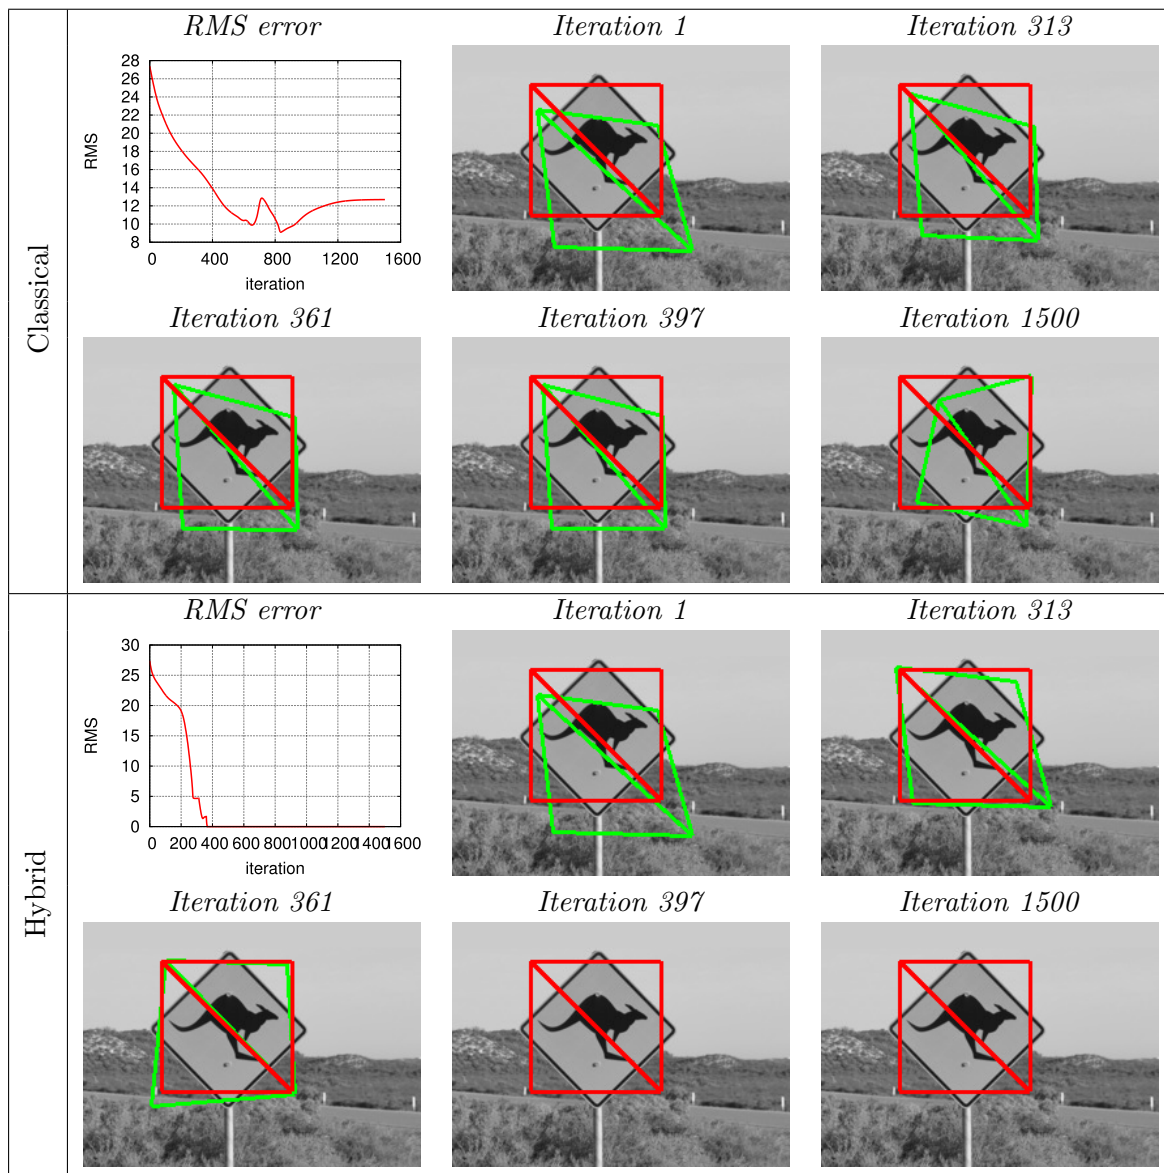 Classical
RMS error
Iteration 1
Iteration 313
28
26
24
22
20
18
16
14
12
10
8
RMS
0 400 800 1200 1600
iteration
Iteration 361
Iteration 397
Iteration 1500
Hybrid
RMS error
Iteration 1
Iteration 313
30
25
20
15
10
5
0
RMS
0 200 400 600 800 1000 1200 1400 1600
iteration
Iteration 361
Iteration 397
Iteration 1500